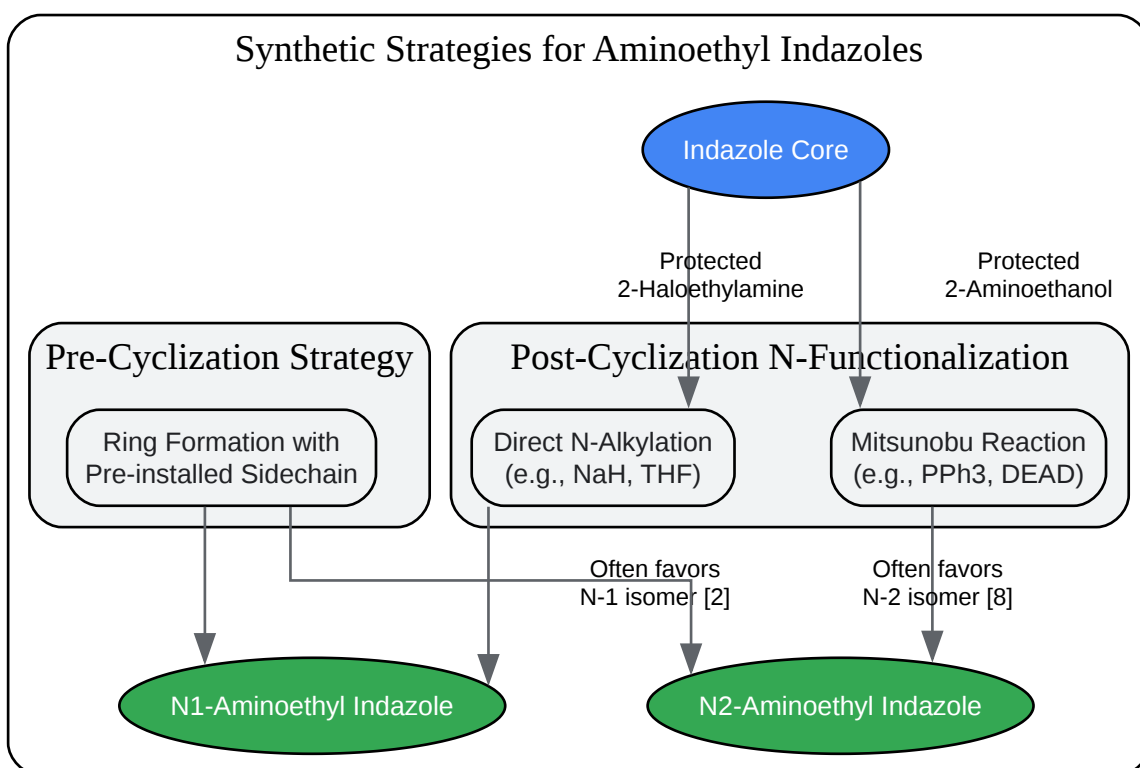 Synthetic Strategies for Aminoethyl Indazoles
Indazole Core
Protected
2-Haloethylamine
Protected
2-Aminoethanol
Pre-Cyclization Strategy
Post-Cyclization N-Functionalization
Ring Formation with
Pre-installed Sidechain
Direct N-Alkylation
(e.g., NaH, THF)
Mitsunobu Reaction
(e.g., PPh3, DEAD)
Often favors
N-1 isomer [2]
Often favors
N-2 isomer [8]
N1-Aminoethyl Indazole
N2-Aminoethyl Indazole